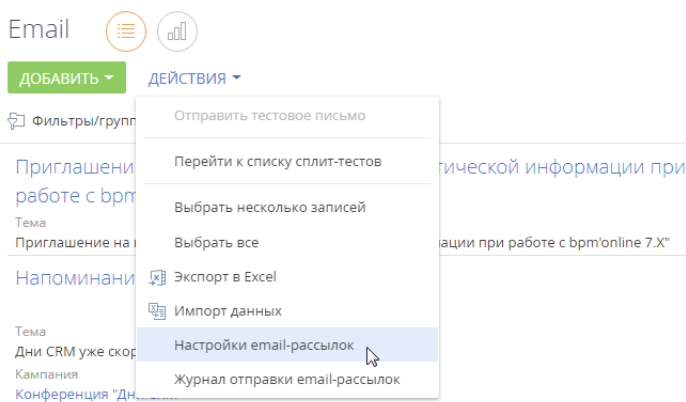 Email
ДОБАВИТЬ
ДЕЙСТВИЯ
Отправить тестовое письмо
Фильтры/групп
Перейти к списку сплит-тестов
Приглашени
тической информации при
работе с bpm
Выбрать несколько записей
Тема
Приглашение на
Выбрать все
ации при работе с bpm'online 7.X"
Напоминани
Экспорт в Excel
Импорт данных
Тема
Настройки email-рассылок
Дни CRM уже скор
Кампания
Журнал отправки email-рассылок
Конференция "Дн